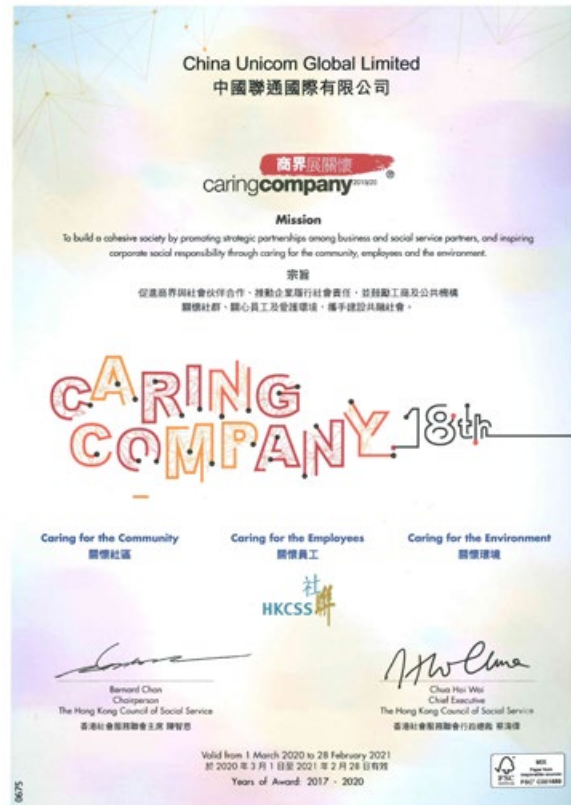 China Unicom Global Limited
中國聯通國際有限公司
商界展關懷
caringcompany 2019/20 ®
Mission
To build a cohesive society by promoting strategic partnerships among business and social service partners, and inspiring
corporate social responsibility through caring for the community, employees and the environment.
宗旨
促進商界與社會伙伴合作、推動企業履行社會責任，並鼓勵工商及公共機構
關懷社群、關心員工及愛護環境，攜手建設共融社會。
CARING
COMPANY 18th
Caring for the Community Caring for the Employees Caring for the Environment
關懷社區 關懷員工 關懷環境
HKCSS 社聯
Bernard Chan Chua Hoi Wai
Chairperson Chief Executive
The Hong Kong Council of Social Service The Hong Kong Council of Social Service
香港社會服務聯會主席 陳智思 香港社會服務聯會行政總裁 蔡海偉
Valid from 1 March 2020 to 28 February 2021
於 2020 年 3 月 1 日至 2021 年 2 月 28 日有效
Years of Award: 2017 - 2020
0675
FSC
MIX
Paper from
responsible sources